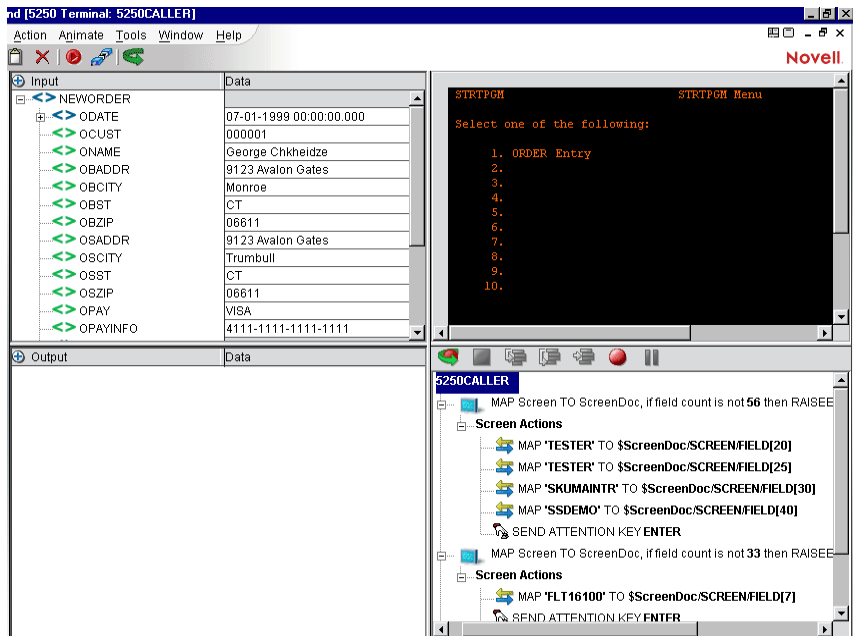 nd [5250 Terminal: 5250CALLER]
Action Animate Tools Window Help
Novell.
Input Data
NEWORDER
ODATE 07-01-1999 00:00:00.000
OCUST 000001
ONAME George Chkheidze
OBADDR 9123 Avalon Gates
OBCITY Monroe
OBST CT
OBZIP 06611
OSADDR 9123 Avalon Gates
OSCITY Trumbull
OSST CT
OSZIP 06611
OPAY VISA
OPAYINFO 4111-1111-1111-1111
Output Data
STRTPGM STRTPGM Menu
Select one of the following:
1. ORDER Entry
2.
3.
4.
5.
6.
7.
8.
9.
10.
5250CALLER
MAP Screen TO ScreenDoc, if field count is not 56 then RAISEE
Screen Actions
MAP 'TESTER' TO $ScreenDoc/SCREEN/FIELD[20]
MAP 'TESTER' TO $ScreenDoc/SCREEN/FIELD[25]
MAP 'SKUMAINTR' TO $ScreenDoc/SCREEN/FIELD[30]
MAP 'SSDEMO' TO $ScreenDoc/SCREEN/FIELD[40]
SEND ATTENTION KEY ENTER
MAP Screen TO ScreenDoc, if field count is not 33 then RAISEE
Screen Actions
MAP 'FLT16100' TO $ScreenDoc/SCREEN/FIELD[7]
SEND ATTENTION KEY ENTER